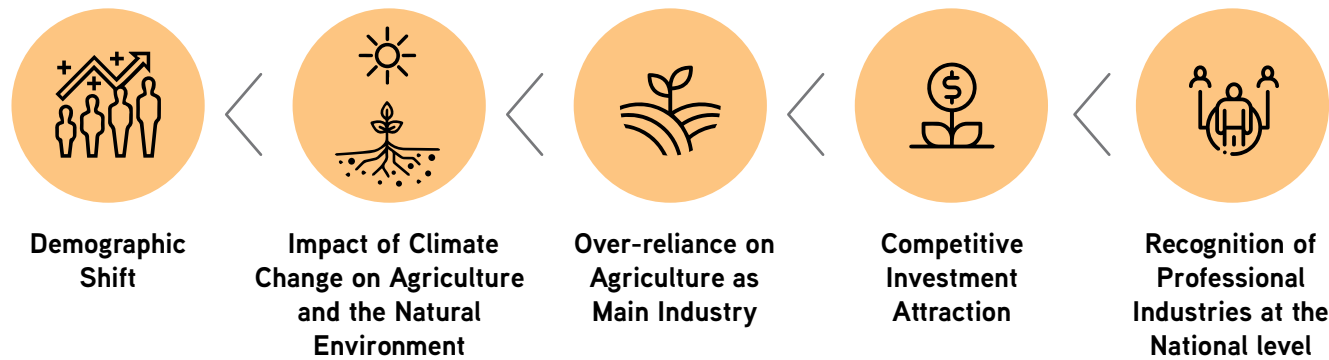 Demographic
Shift
Impact of Climate
Change on Agriculture
and the Natural
Environment
Over-reliance on
Agriculture as
Main Industry
$
Competitive
Investment
Attraction
Recognition of
Professional
Industries at the
National level